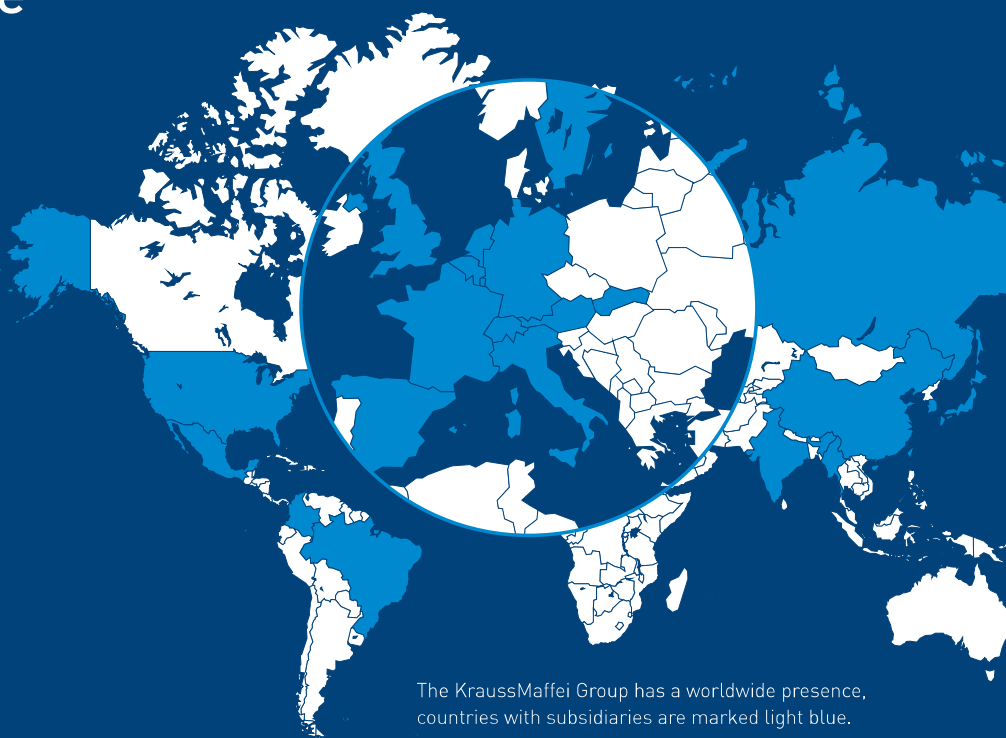 The KraussMaffei Group has a worldwide presence,
countries with subsidiaries are marked light blue.